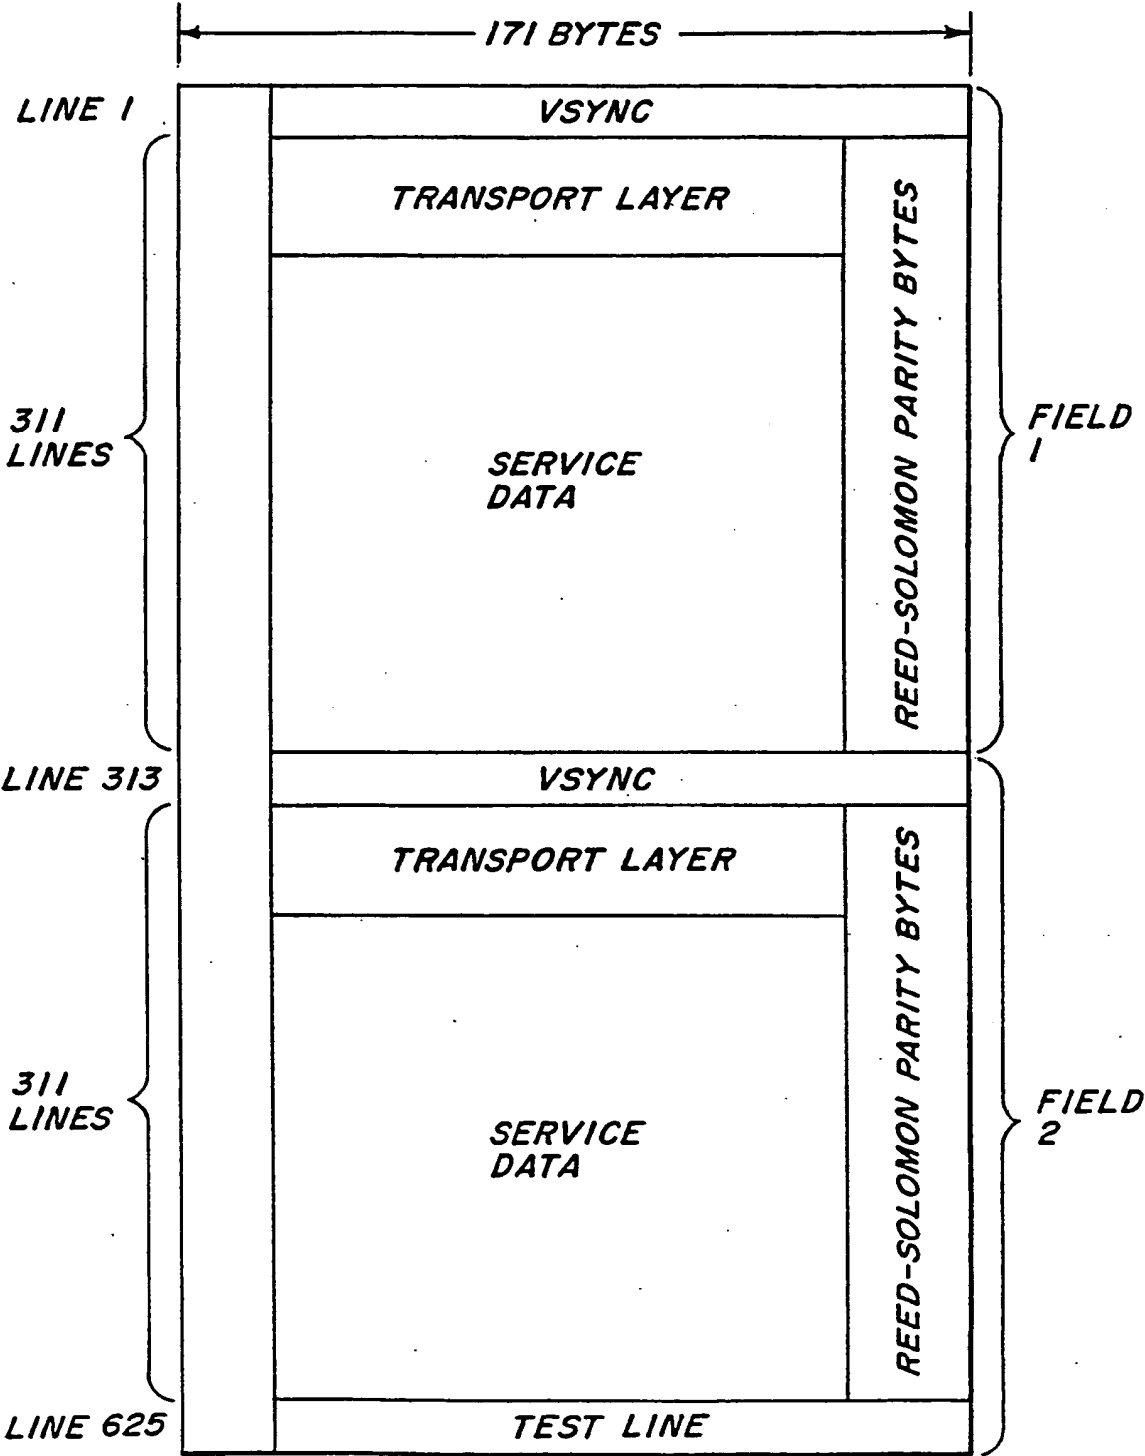 171 BYTES
LINE 1
VSYNC
TRANSPORT LAYER
REED-SOLOMON PARITY BYTES
311
LINES
SERVICE
DATA
FIELD
1
LINE 313
VSYNC
TRANSPORT LAYER
REED-SOLOMON PARITY BYTES
311
LINES
SERVICE
DATA
FIELD
2
LINE 625
TEST LINE